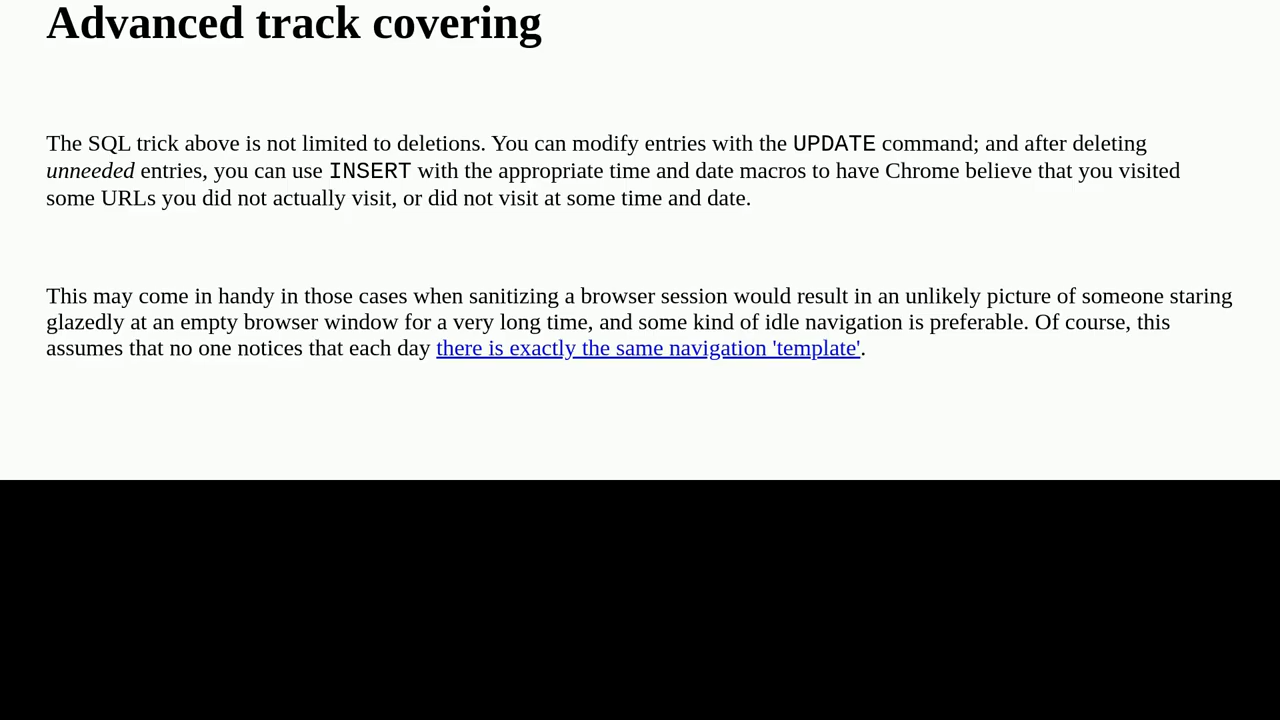 Advanced track covering
The SQL trick above is not limited to deletions. You can modify entries with the UPDATE command; and after deleting
unneeded entries, you can use INSERT with the appropriate time and date macros to have Chrome believe that you visited
some URLs you did not actually visit, or did not visit at some time and date.
This may come in handy in those cases when sanitizing a browser session would result in an unlikely picture of someone staring
glazedly at an empty browser window for a very long time, and some kind of idle navigation is preferable. Of course, this
assumes that no one notices that each day there is exactly the same navigation 'template'.